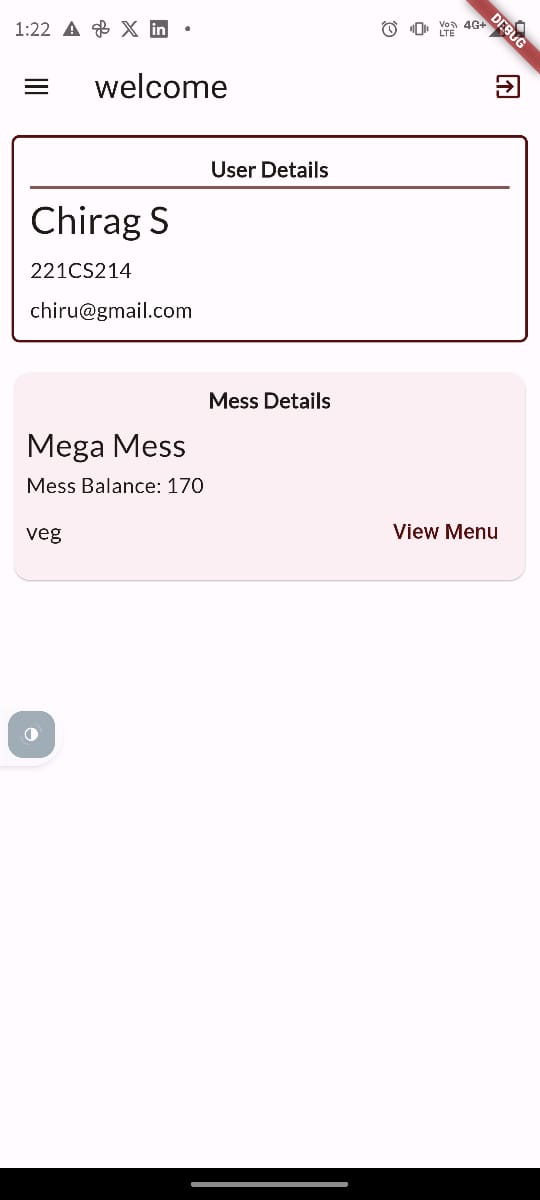 1:22
Vo))
LTE
4G+
DEBUG
welcome
User Details
Chirag S
221CS214
chiru@gmail.com
Mess Details
Mega Mess
Mess Balance: 170
veg
View Menu